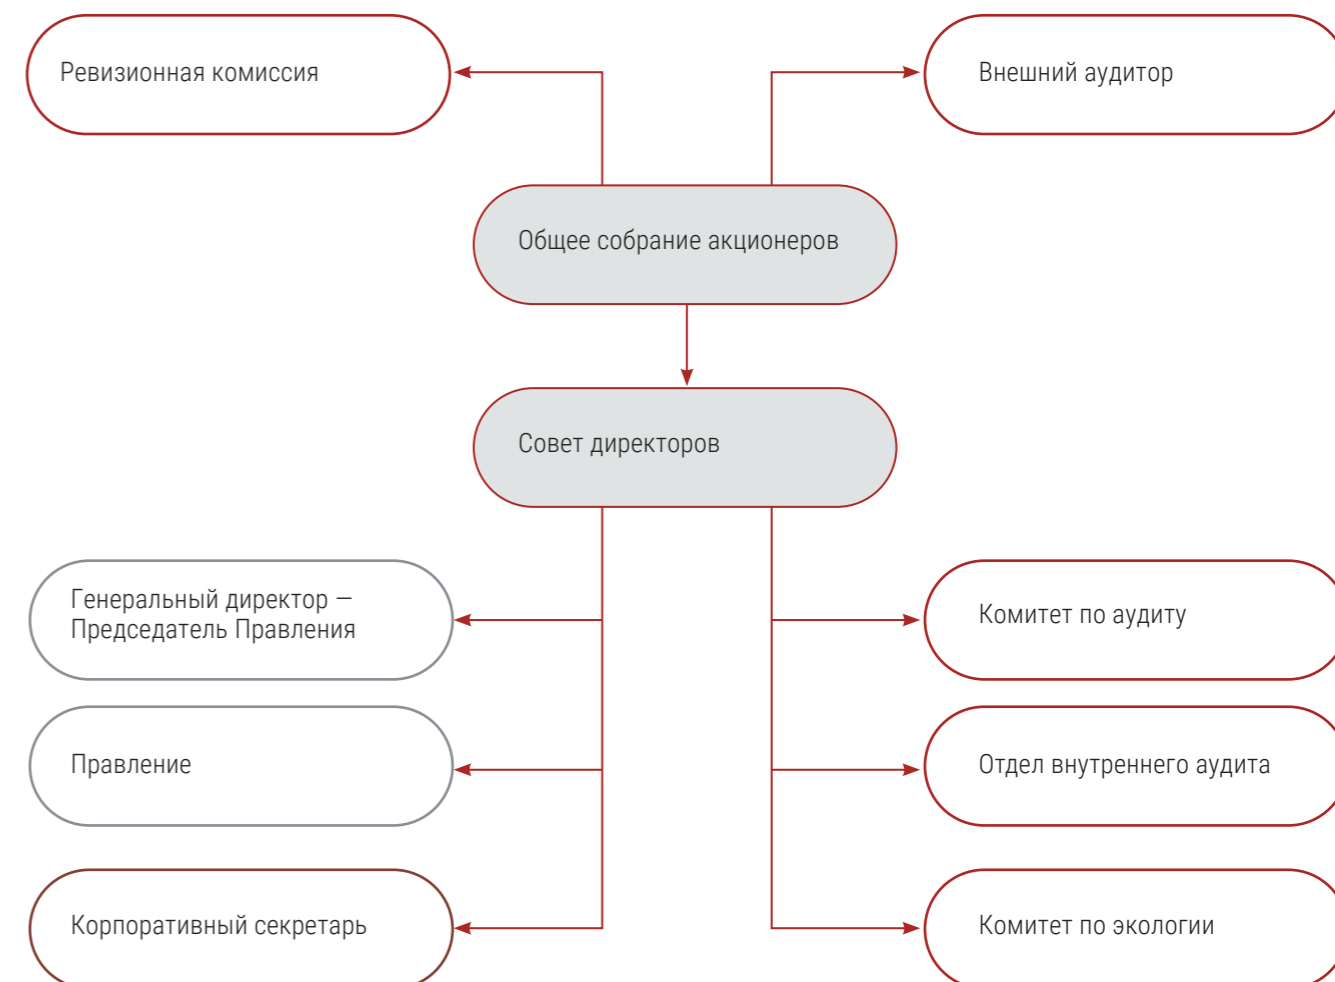 Ревизионная комиссия
Внешний аудитор
Общее собрание акционеров
Совет директоров
Генеральный директор —
Председатель Правления
Комитет по аудиту
Правление
Отдел внутреннего аудита
Корпоративный секретарь
Комитет по экологии